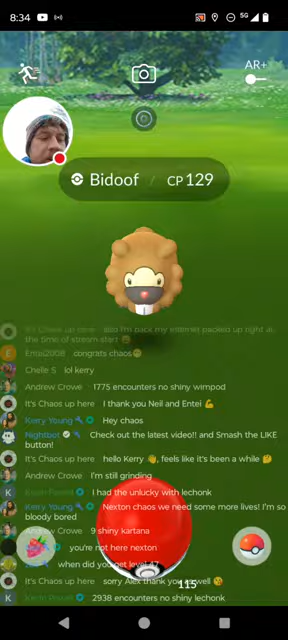 8:34
5G
AR+
Bidoof / CP129
It's Chaos up here also I'm back my internet packed up right at
the time of stream start
Entei2008 congrats chaos
Chelle S lol kerry
Andrew Crowe 1775 encounters no shiny wimpod
It's Chaos up here I thank you Neil and Entei
Kerry Young Hey chaos
Nightbot Check out the latest video!! and Smash the LIKE
button!
It's Chaos up here hello Kerry, feels like it's been a while
Andrew Crowe I'm still grinding
K I had the unlucky with lechonk
Kerry Young Nexton chaos we need some more lives! I'm so
bloody bored
Andrew Crowe 9 shiny kartana
you're not here nexton
when did you get level 47
It's Chaos up here sorry Alex thank you as well
115
K 2938 encounters no shiny lechonk